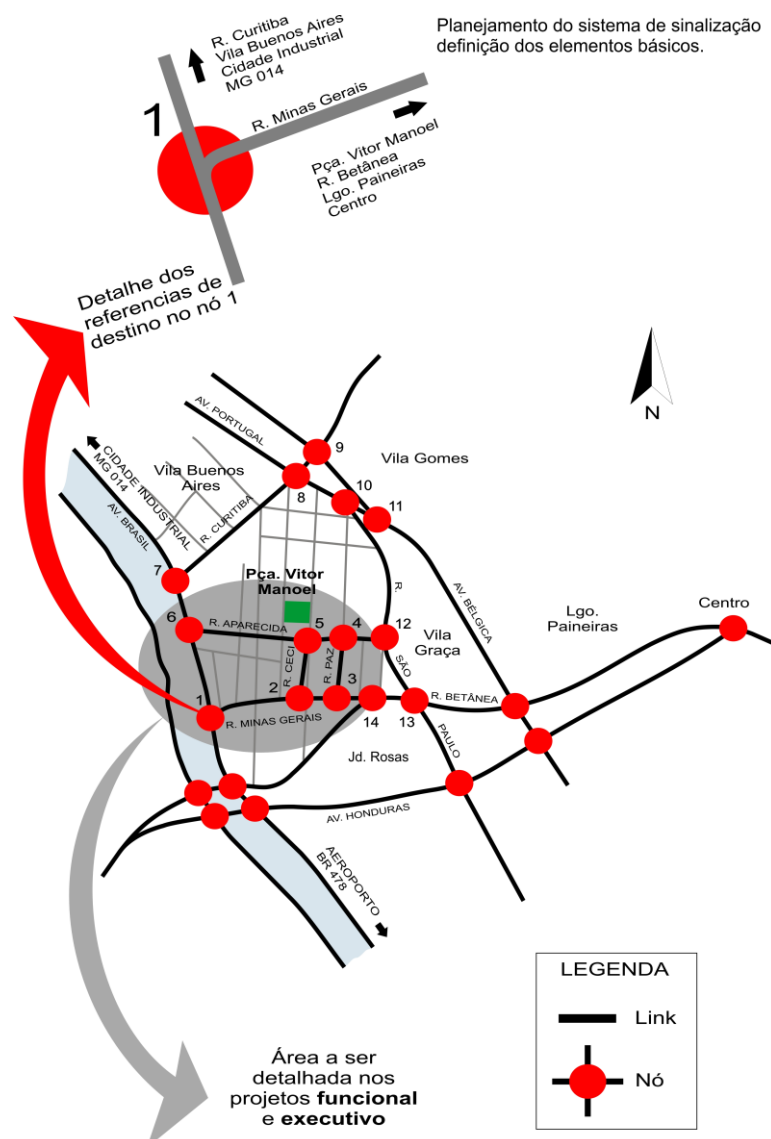 Planejamento do sistema de sinalização
definição dos elementos básicos.
R. Curitiba
Vila Buenos Aires
Cidade Industrial
MG 014
1
R. Minas Gerais
Pça. Vitor Manoel
R. Betânea
Lgo. Paineiras
Centro
Detalhe dos
referencias de
destino no nó 1
N
AV. PORTUGAL
9
Vila Gomes
CIDADE INDUSTRIAL
MG 014
Vila Buenos
Aires
8
10
11
AV. BRASIL
R. CURITIBA
7
Pça. Vitor
Manoel
R.
SÃO
PAULO
AV. BÉLGICA
6
R. APARECIDA
5
4
12
Vila
Graça
Lgo.
Paineiras
Centro
R. CECI
R. PAZ
1
2
3
R. MINAS GERAIS
14
13
R. BETÂNEA
Jd. Rosas
AV. HONDURAS
AEROPORTO
BR 478
LEGENDA
Link
Nó
Área a ser
detalhada nos
projetos funcional
e executivo